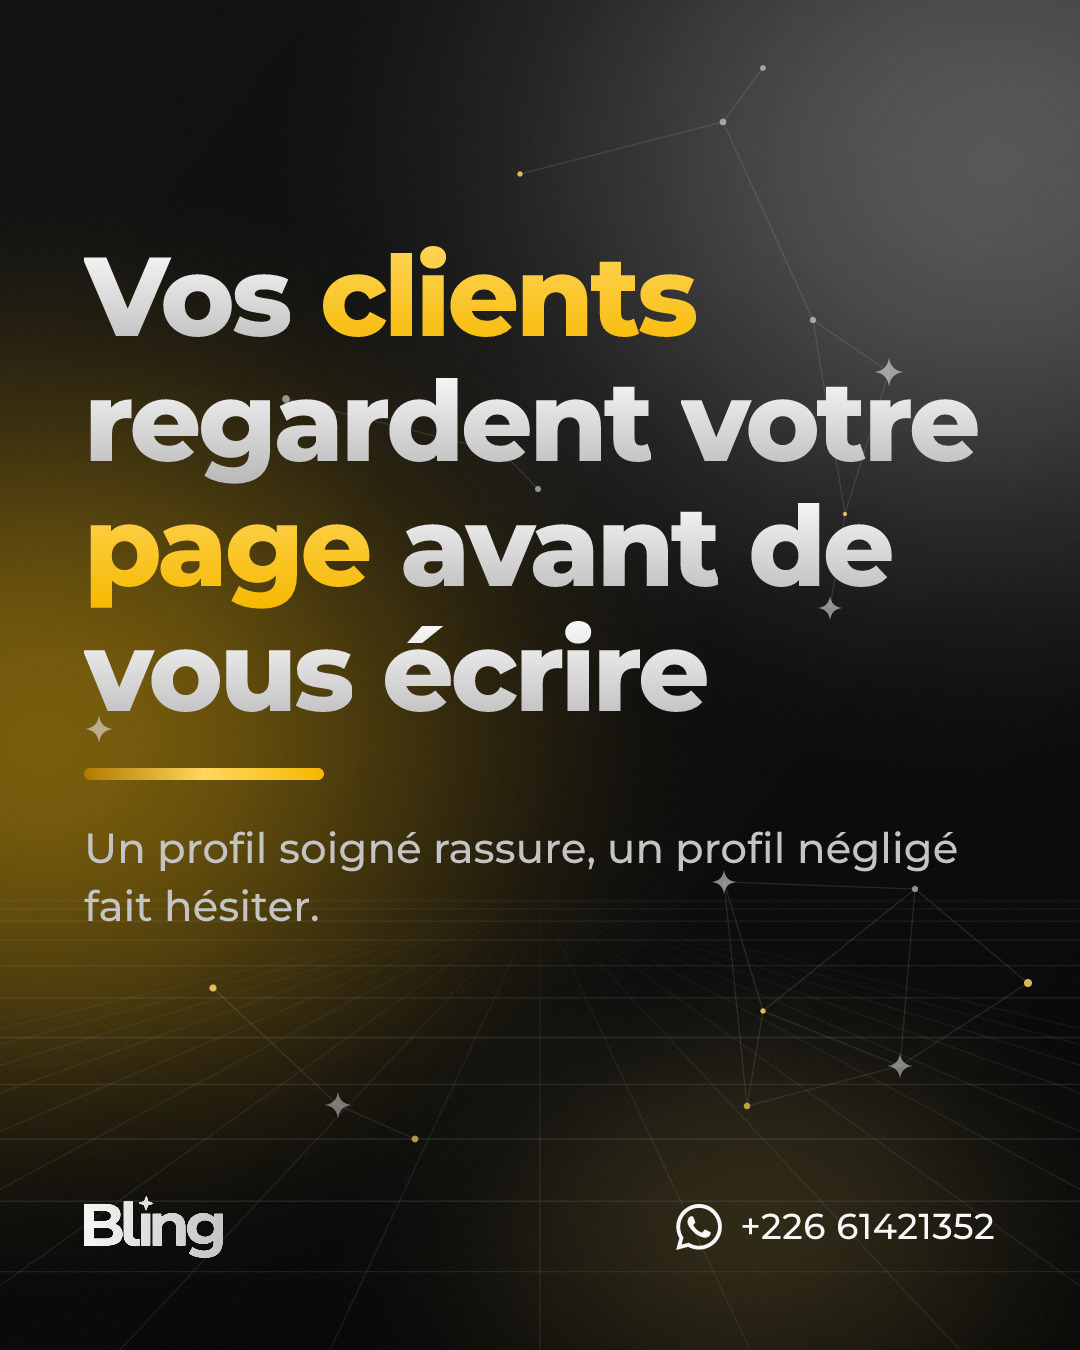 Vos clients
regardent votre
page avant de
vous écrire
Un profil soigné rassure, un profil négligé
fait hésiter.
Bling
+226 61421352